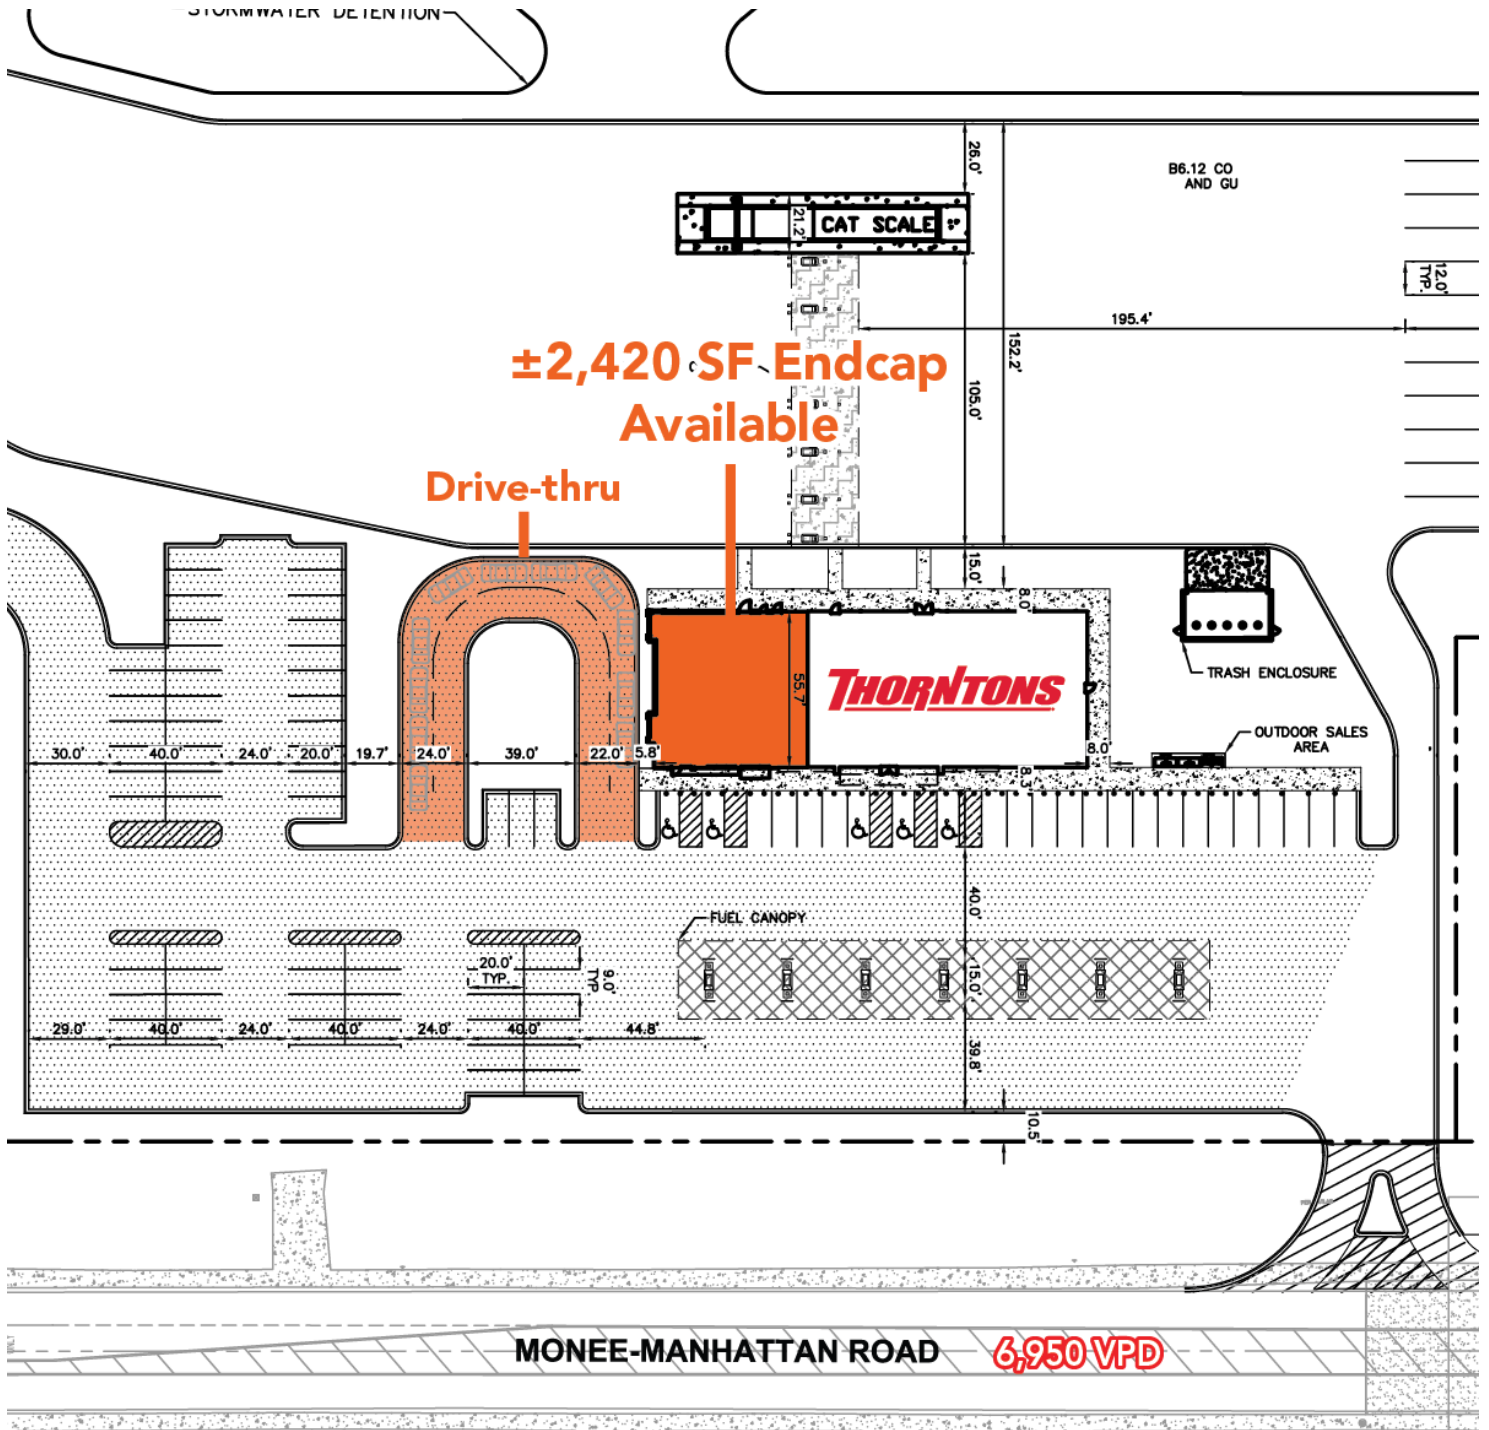 STORMWATER DETENTION
26.0'
B6.12 CO
AND GU
21.2'
CAT SCALE
12.0'
TYP.
195.4'
152.2'
±2,420 SF Endcap
Available
105.0'
Drive-thru
15.0'
8.0'
55.7'
THORNTONS
TRASH ENCLOSURE
OUTDOOR SALES
AREA
30.0'
40.0'
24.0'
20.0'
19.7'
24.0'
39.0'
22.0'
5.8'
8.0'
8.3'
40.0'
FUEL CANOPY
20.0'
TYP.
9.0'
TYP.
15.0'
29.0'
40.0'
24.0'
40.0'
24.0'
40.0'
44.8'
39.8'
10.5'
MONEE-MANHATTAN ROAD
6,950 VPD